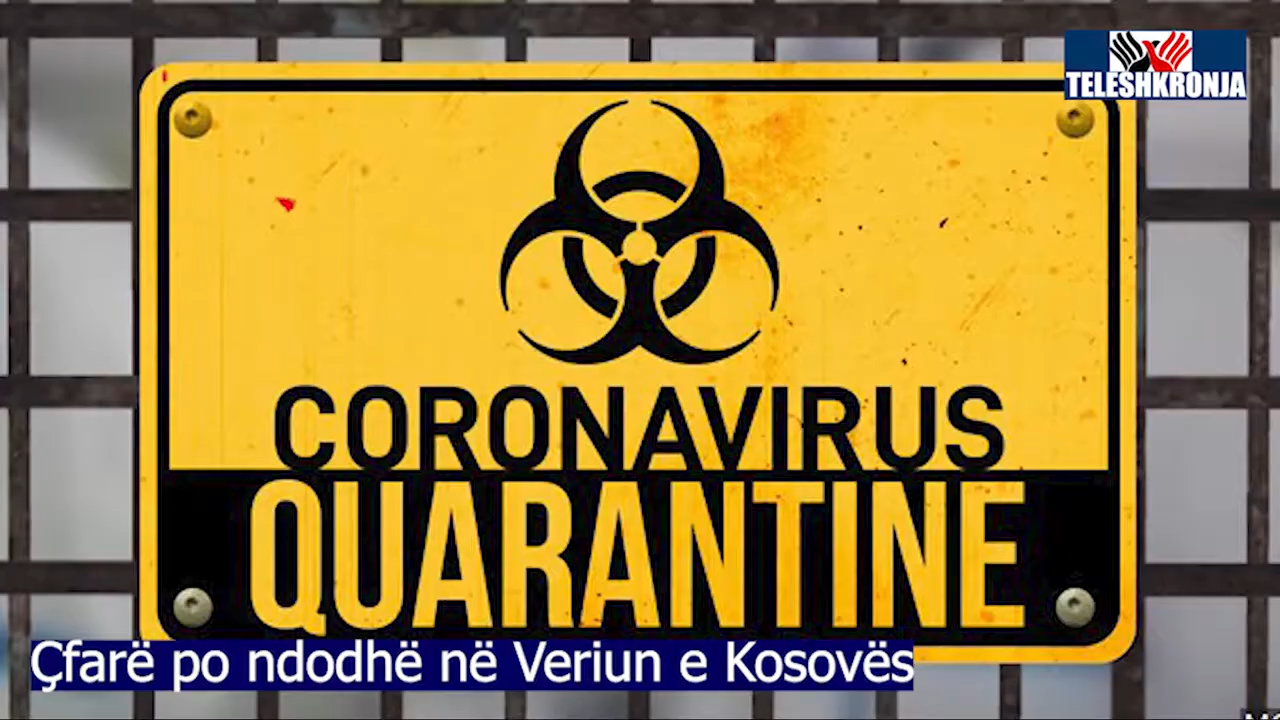 TELESHKRONJA
CORONAVIRUS
QUARANTINE
Çfarë po ndodhë në Veriun e Kosovës